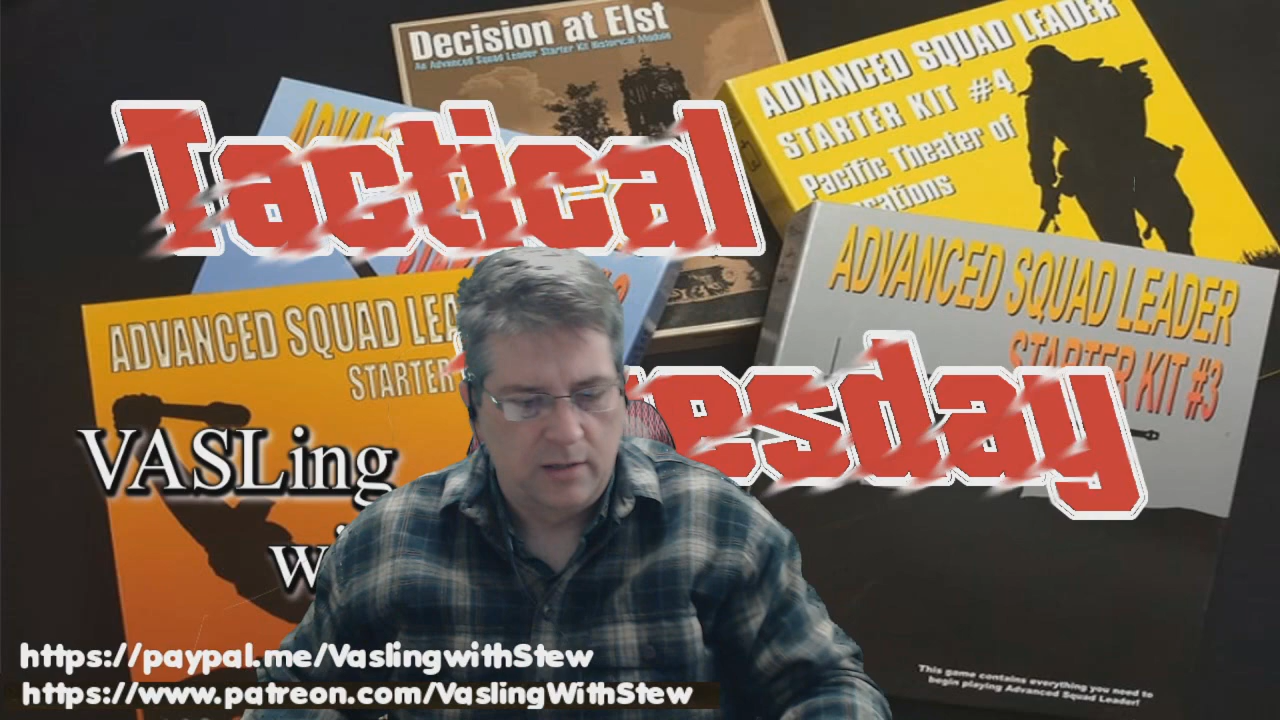 Decision at Elst
An Advanced Squad Leader Starter Kit Historical Module
ADVANCED SQUAD LEADER
STARTER KIT #4
Pacific Theater of
Tactical
ADVANCED SQUAD
STARTER
ADVANCED SQUAD LEADER
STARTER KIT #3
VASLing
https://paypal.me/VaslingwithStew
https://www.patreon.com/VaslingWithStew
This game contains everything you need to
begin playing Advanced Squad Leader!